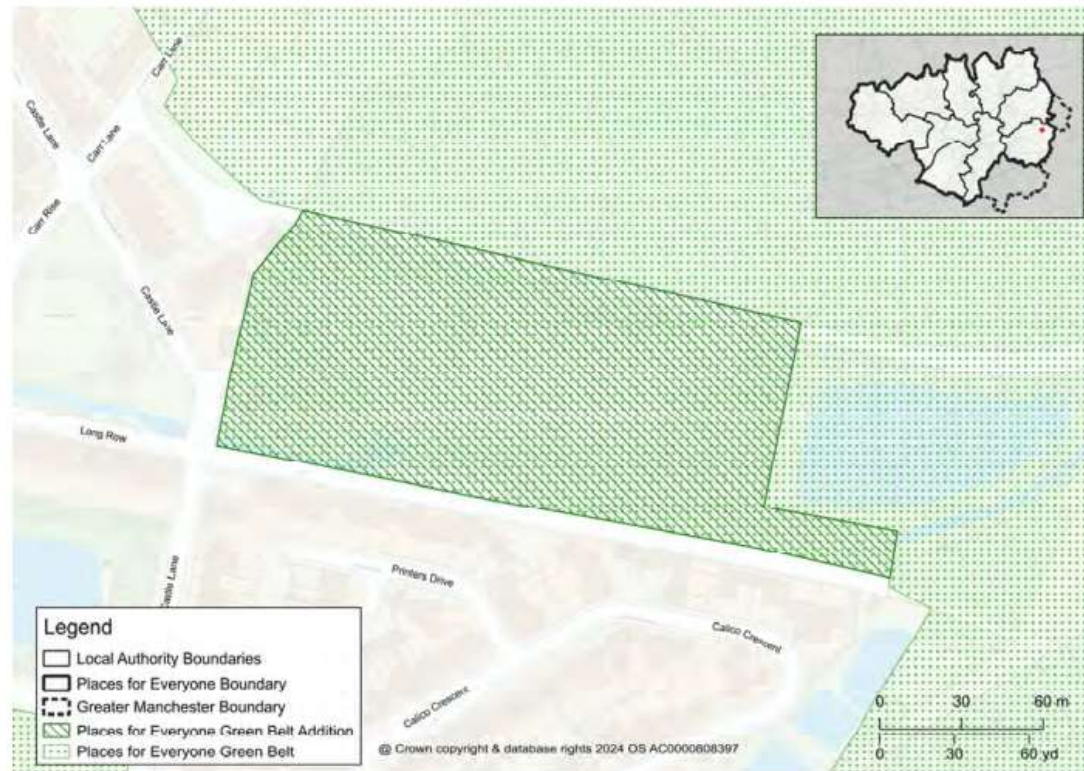 Carr Lane
Castle Lane
Carr Lane
Carr Rise
Castle Lane
Long Row
Castle Lane
Printers Drive
Calico Crescent
Calico Crescent
Legend
Local Authority Boundaries
Places for Everyone Boundary
Greater Manchester Boundary
Places for Everyone Green Belt Addition
Places for Everyone Green Belt
@ Crown copyright & database rights 2024 OS AC0000808397
0 30 60 m
0 30 60 yd